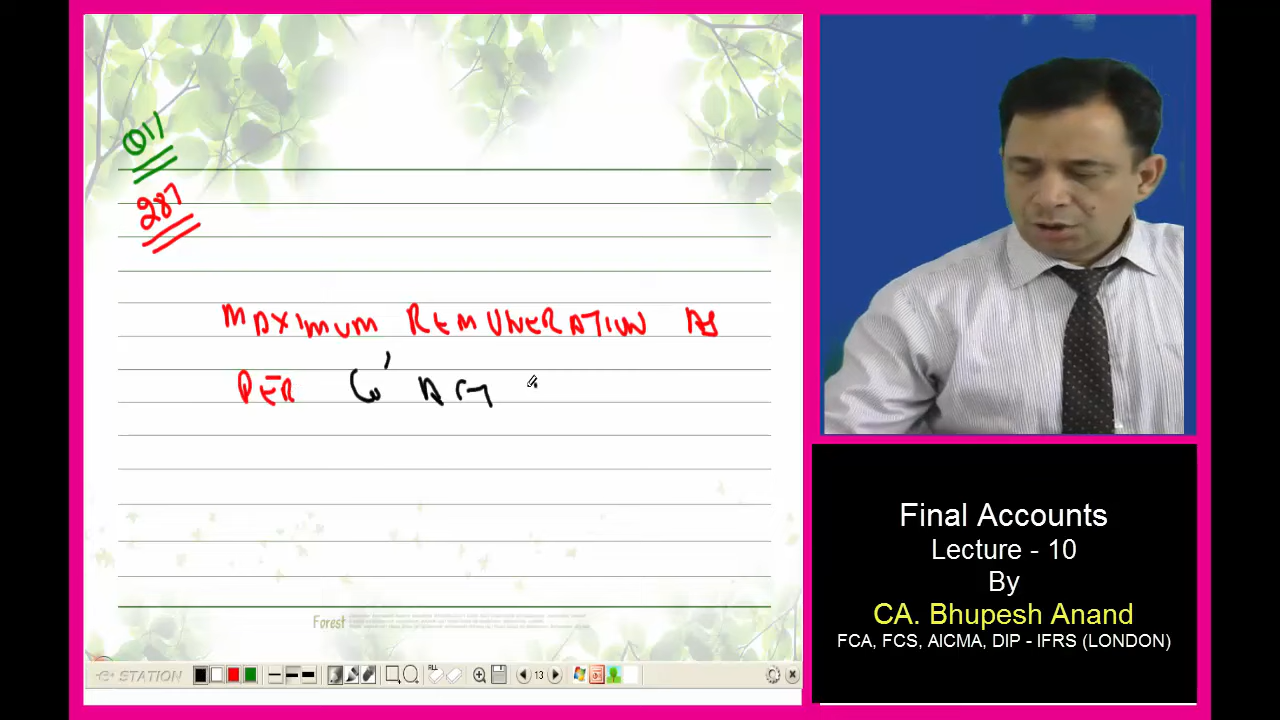 Q11
287
MAXIMUM REMUNERATION AS
PER Co' ACT
Forest
e STATION
ALL
13
Final Accounts
Lecture - 10
By
CA. Bhupesh Anand
FCA, FCS, AICMA, DIP - IFRS (LONDON)